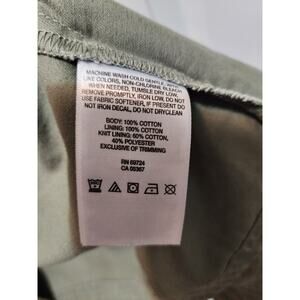 MACHINE WASH COLD GENTLE
LIKE COLORS, NON-CHLORINE BLEACH
WHEN NEEDED, TUMBLE DRY LOW,
REMOVE PROMPTLY, IRON LOW, DO NOT
USE FABRIC SOFTENER, IF PRESENT DO
NOT IRON DECAL, DO NOT DRYCLEAN
BODY: 100% COTTON
LINING: 100% COTTON
KNIT LINING: 60% COTTON,
40% POLYESTER
EXCLUSIVE OF TRIMMING
RN 69724
CA 05367